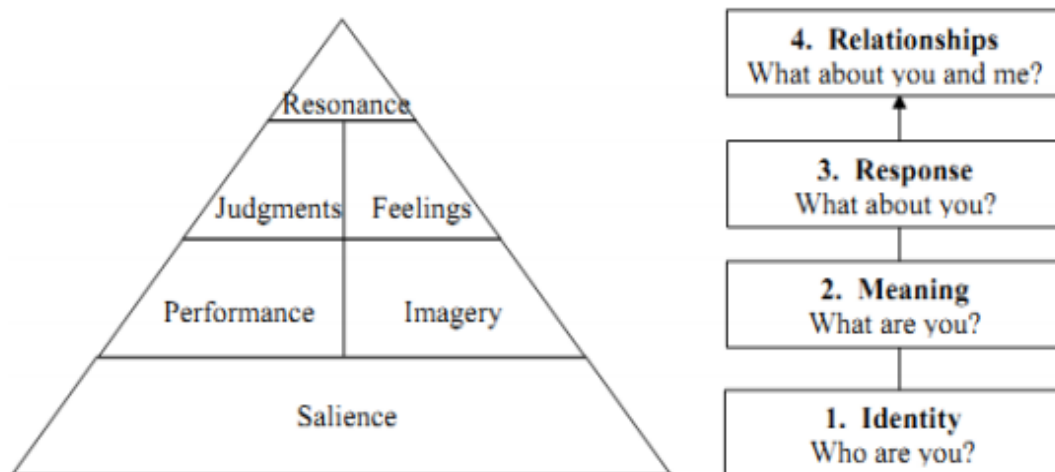 Resonance
Judgments Feelings
Performance Imagery
Salience
4. Relationships
What about you and me?
3. Response
What about you?
2. Meaning
What are you?
1. Identity
Who are you?